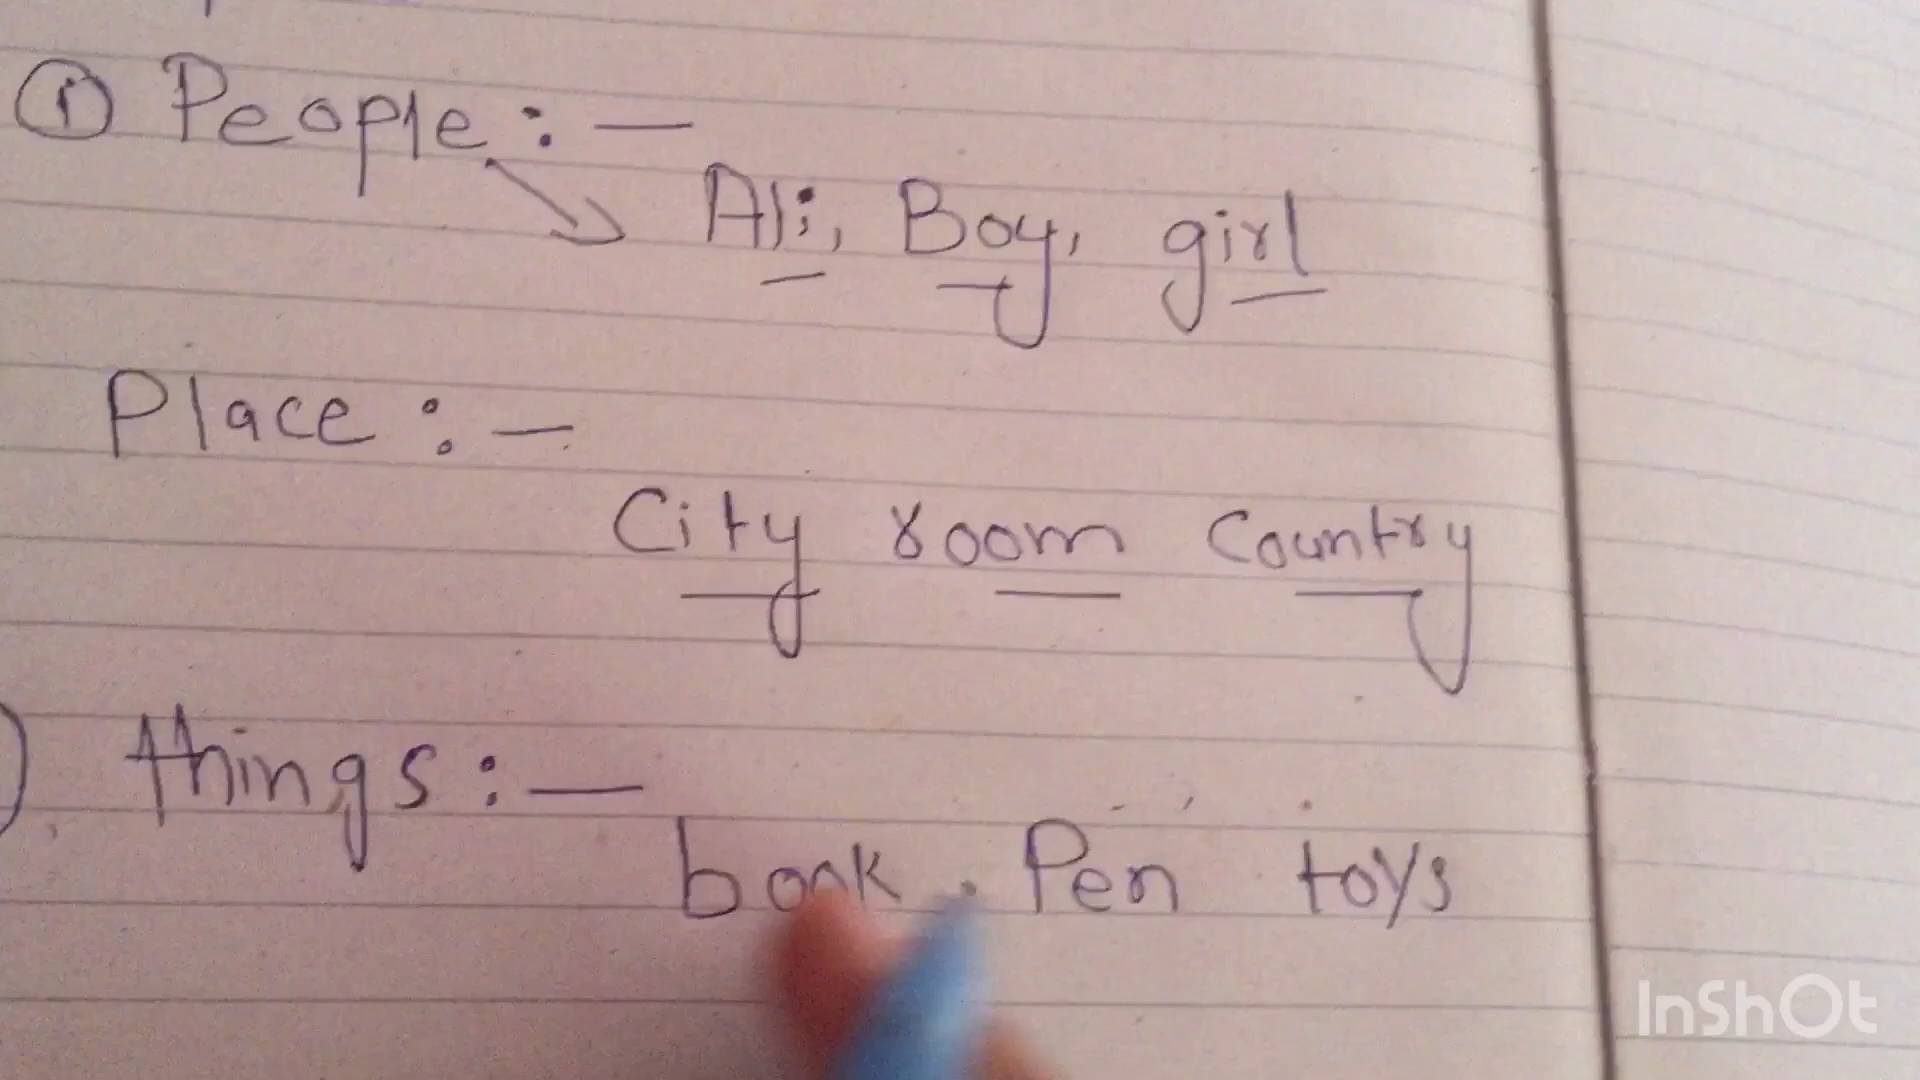 ① People :—
Ali, Boy, girl
Place :—
City room Country
) things :—
book Pen toys
InShOt